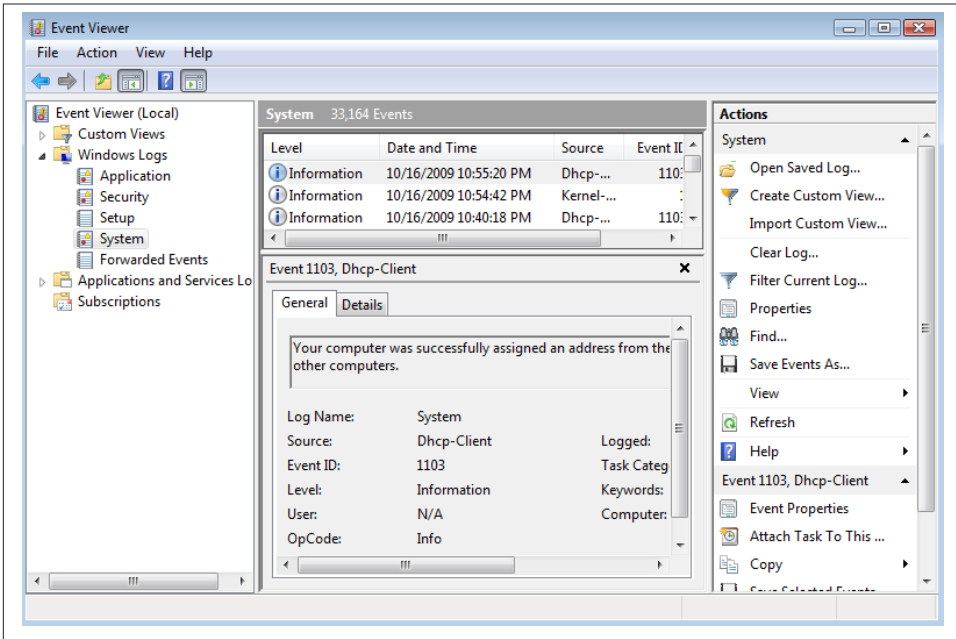 Event Viewer
File Action View Help
Event Viewer (Local)
Custom Views
Windows Logs
Application
Security
Setup
System
Forwarded Events
Applications and Services Lo
Subscriptions
System 33,164 Events
Level Date and Time Source Event ID
Information 10/16/2009 10:55:20 PM Dhcp-... 110
Information 10/16/2009 10:54:42 PM Kernel-...
Information 10/16/2009 10:40:18 PM Dhcp-... 110
Event 1103, Dhcp-Client
General Details
Your computer was successfully assigned an address from the
other computers.
Log Name: System
Source: Dhcp-Client Logged:
Event ID: 1103 Task Categ
Level: Information Keywords:
User: N/A Computer:
OpCode: Info
Actions
System
Open Saved Log...
Create Custom View...
Import Custom View...
Clear Log...
Filter Current Log...
Properties
Find...
Save Events As...
View
Refresh
Help
Event 1103, Dhcp-Client
Event Properties
Attach Task To This ...
Copy
Save Selected Events